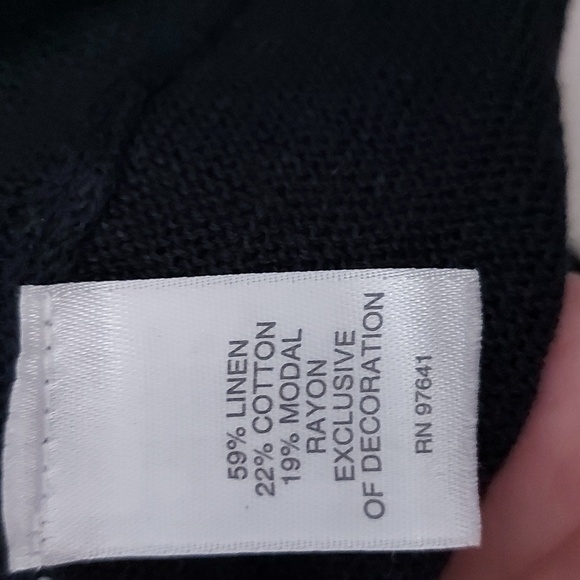 59% LINEN
22% COTTON
19% MODAL
RAYON
EXCLUSIVE
OF DECORATION
RN 97641